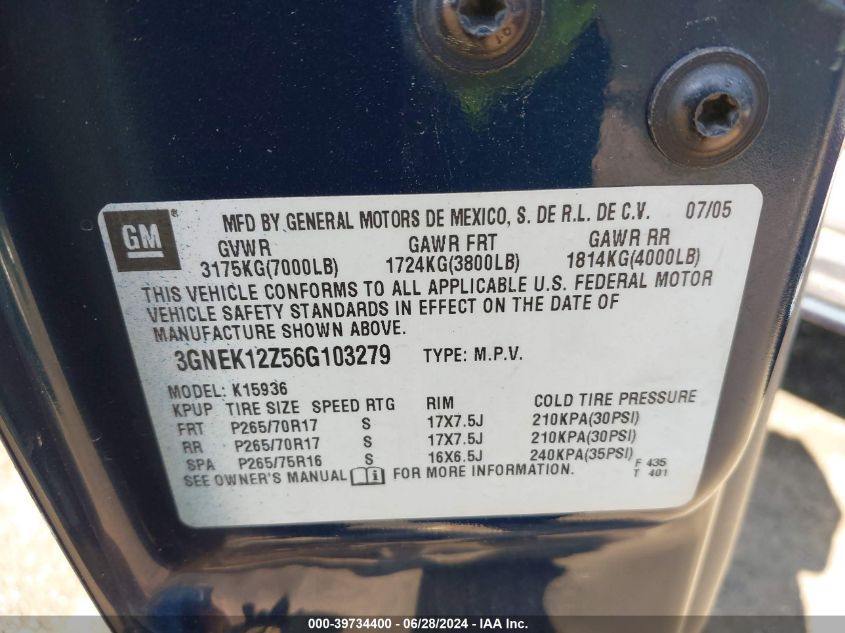 GM ® MFD BY GENERAL MOTORS DE MEXICO, S. DE R.L. DE C.V. 07/05
GVWR GAWR FRT GAWR RR
3175KG(7000LB) 1724KG(3800LB) 1814KG(4000LB)
THIS VEHICLE CONFORMS TO ALL APPLICABLE U.S. FEDERAL MOTOR
VEHICLE SAFETY STANDARDS IN EFFECT ON THE DATE OF
MANUFACTURE SHOWN ABOVE.
3GNEK12Z56G103279 TYPE: M.P.V.
MODEL: K15936
KPUP TIRE SIZE SPEED RTG RIM COLD TIRE PRESSURE
FRT P265/70R17 S 17X7.5J 210KPA(30PSI)
RR P265/70R17 S 17X7.5J 210KPA(30PSI)
SPA P265/75R16 S 16X6.5J 240KPA(35PSI)
SEE OWNER'S MANUAL FOR MORE INFORMATION.
F 435
T 401
000-39734400 - 06/28/2024 - IAA Inc.